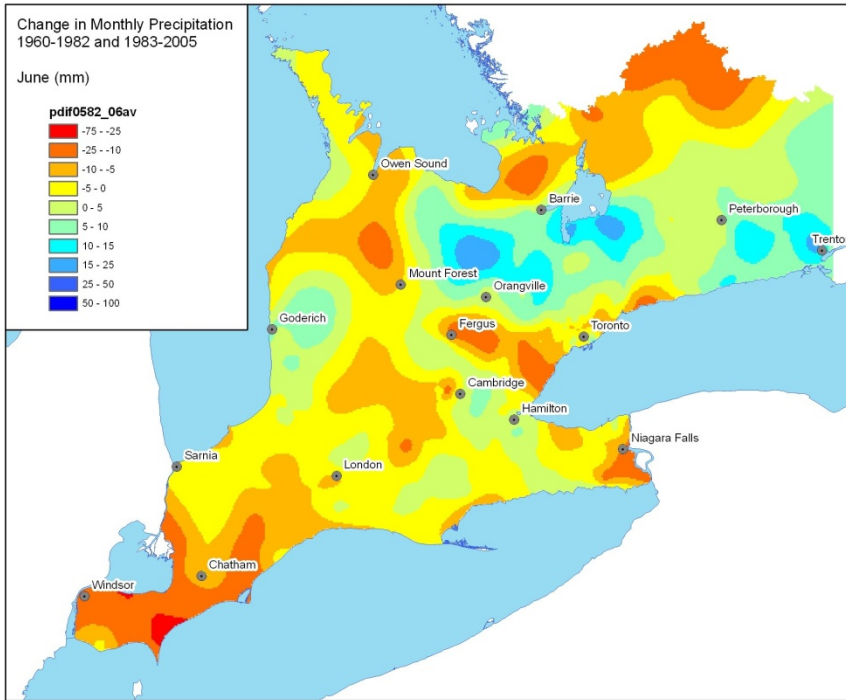 Change in Monthly Precipitation
1960-1982 and 1983-2005
June (mm)
pdif0582_06av
-75 - -25
-25 - -10
-10 - -5
-5 - 0
0 - 5
5 - 10
10 - 15
15 - 25
25 - 50
50 - 100
Owen Sound
Barrie
Peterborough
Trento
Mount Forest
Orangville
Goderich
Fergus
Toronto
Cambridge
Hamilton
Niagara Falls
Sarnia
London
Chatham
Windsor